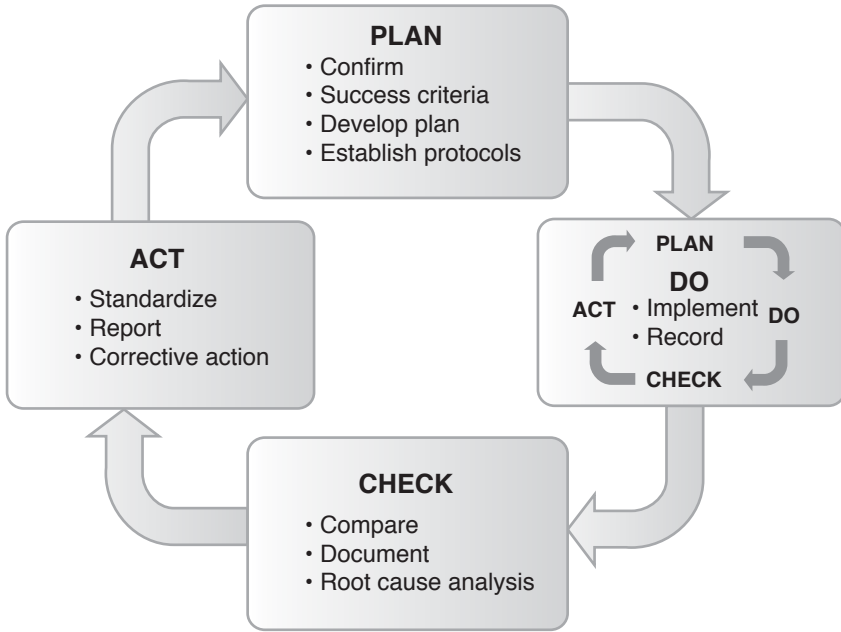 PLAN
• Confirm
• Success criteria
• Develop plan
• Establish protocols
PLAN
DO
ACT
• Implement
DO
• Record
CHECK
ACT
• Standardize
• Report
• Corrective action
CHECK
• Compare
• Document
• Root cause analysis